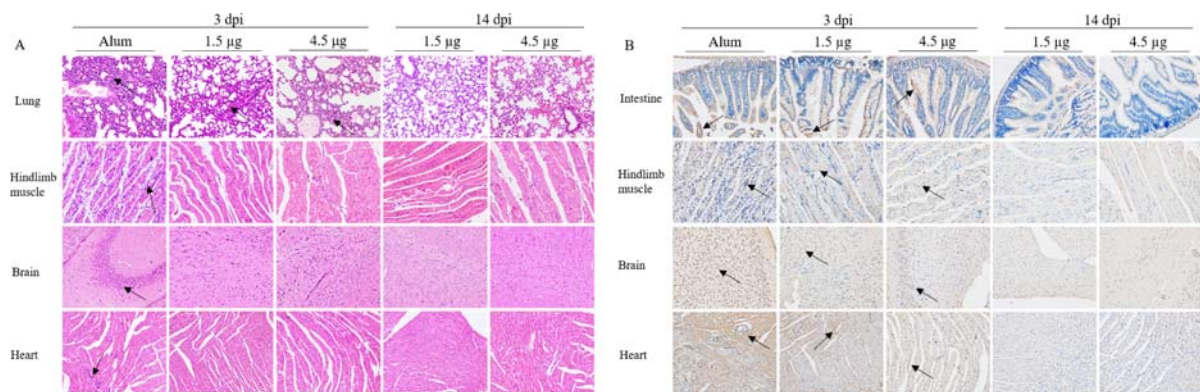 A
3 dpi
14 dpi
Alum
1.5 µg
4.5 µg
1.5 µg
4.5 µg
Lung
Hindlimb
muscle
Brain
Heart
B
3 dpi
14 dpi
Alum
1.5 µg
4.5 µg
1.5 µg
4.5 µg
Intestine
Hindlimb
muscle
Brain
Heart